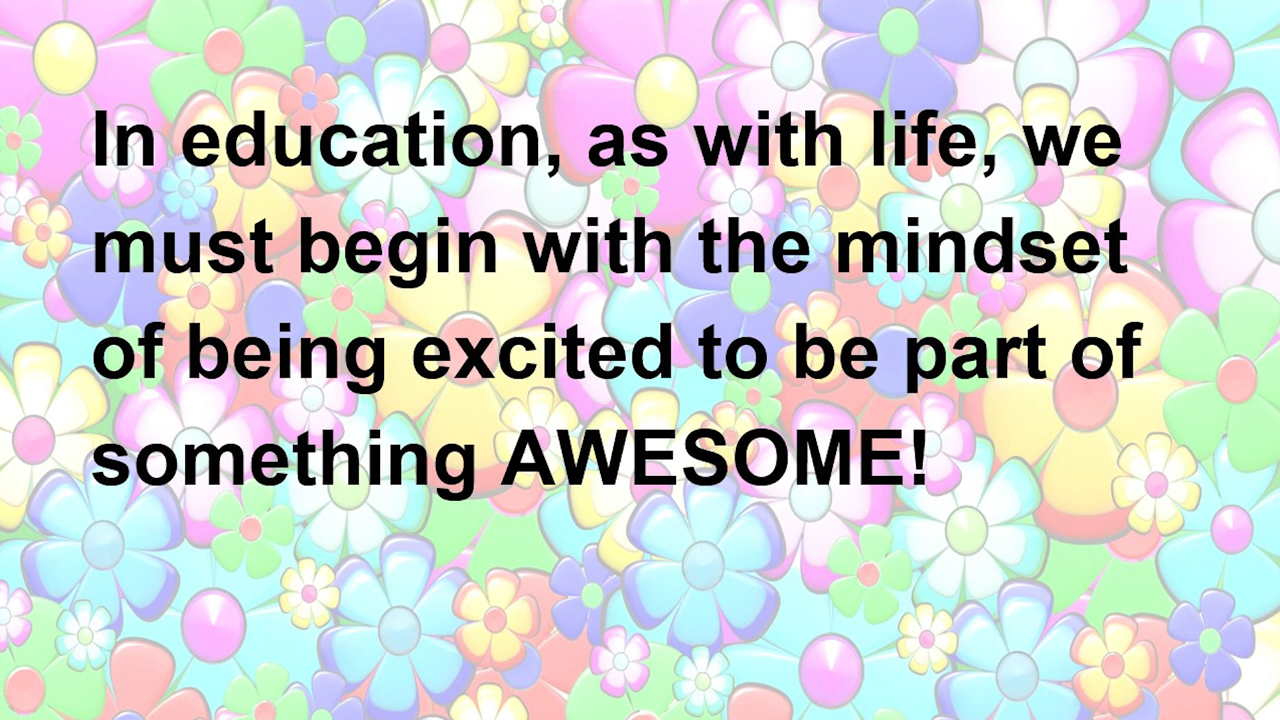 In education, as with life, we
must begin with the mindset
of being excited to be part of
something AWESOME!